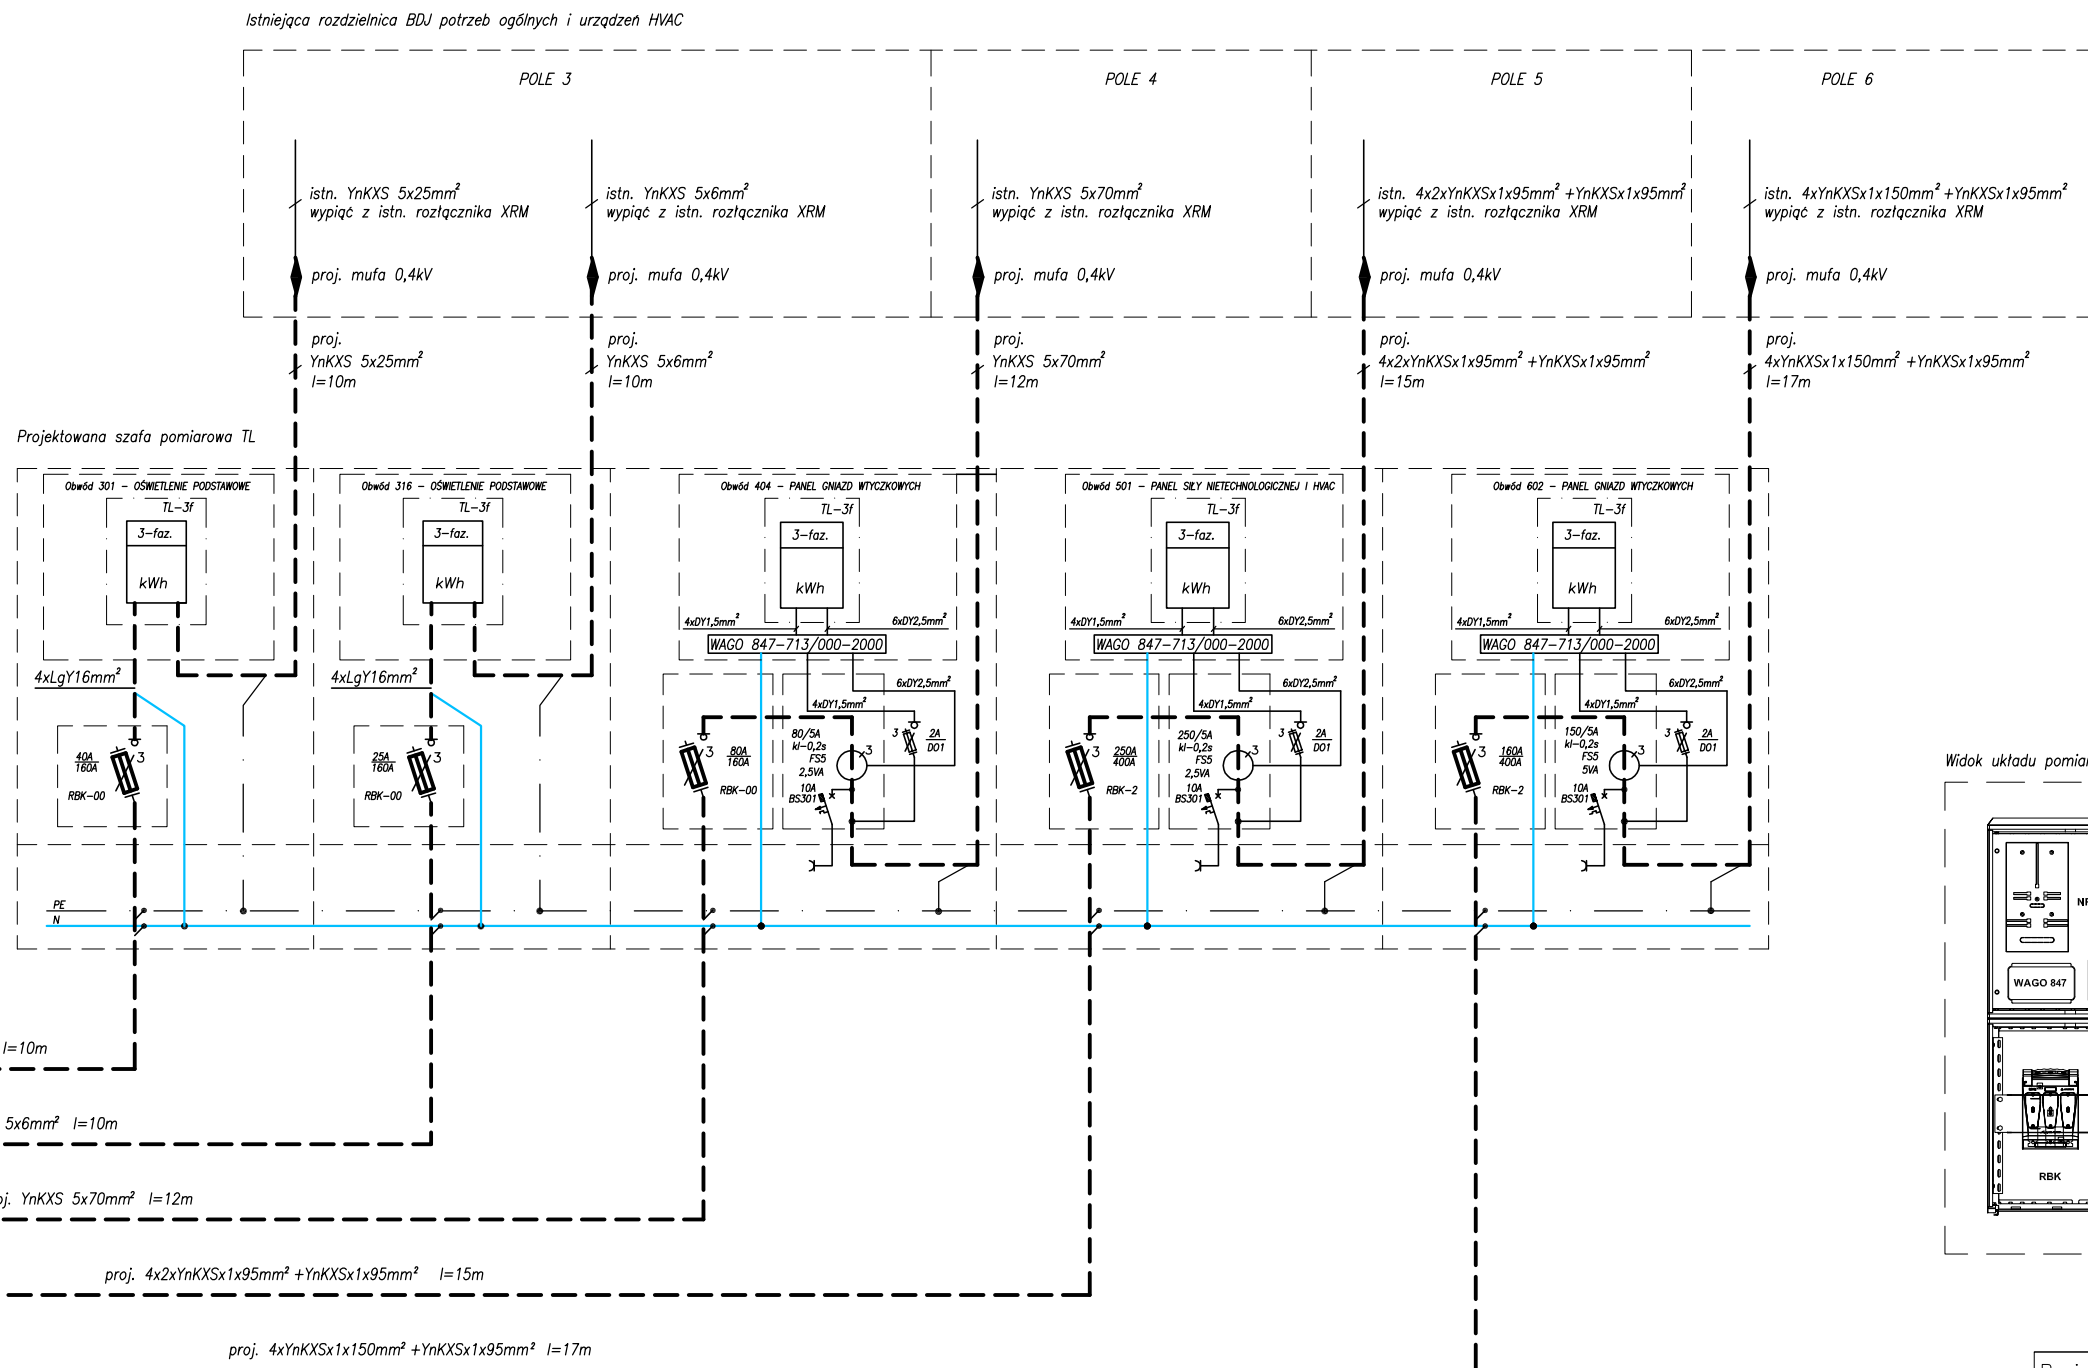 Istniejąca rozdzielnica BDJ potrzeb ogólnych i urządzeń HVAC
POLE 3
POLE 4
POLE 5
POLE 6
istn. YnKXS 5x25mm²
wypiąć z istn. rozłącznika XRM
istn. YnKXS 5x6mm²
wypiąć z istn. rozłącznika XRM
istn. YnKXS 5x70mm²
wypiąć z istn. rozłącznika XRM
istn. 4x2xYnKXSx1x95mm²+YnKXSx1x95mm²
wypiąć z istn. rozłącznika XRM
istn. 4xYnKXSx1x150mm²+YnKXSx1x95mm²
wypiąć z istn. rozłącznika XRM
proj. mufa 0,4kV
proj. mufa 0,4kV
proj. mufa 0,4kV
proj. mufa 0,4kV
proj. mufa 0,4kV
proj.
YnKXS 5x25mm²
l=10m
proj.
YnKXS 5x6mm²
l=10m
proj.
YnKXS 5x70mm²
l=12m
proj.
4x2xYnKXSx1x95mm²+YnKXSx1x95mm²
l=15m
proj.
4xYnKXSx1x150mm²+YnKXSx1x95mm²
l=17m
Projektowana szafa pomiarowa TL
Obwód 301 – OŚWIETLENIE PODSTAWOWE
TL–3f
3–faz.
kWh
4xLgY16mm²
40A
160A
3
RBK–00
Obwód 316 – OŚWIETLENIE PODSTAWOWE
TL–3f
3–faz.
kWh
4xLgY16mm²
25A
160A
3
RBK–00
Obwód 404 – PANEL GNIAZD WTYCZKOWYCH
TL–3f
3–faz.
kWh
4xDY1,5mm²
6xDY2,5mm²
WAGO 847–713/000–2000
6xDY2,5mm²
4xDY1,5mm²
3
80A
160A
RBK–00
80/5A
kl–0,2s
FS5
2,5VA
3
10A
BS301
3
2A
D01
Obwód 501 – PANEL SIŁY NIETECHNOLOGICZNEJ I HVAC
TL–3f
3–faz.
kWh
4xDY1,5mm²
6xDY2,5mm²
WAGO 847–713/000–2000
6xDY2,5mm²
4xDY1,5mm²
3
250A
400A
RBK–2
250/5A
kl–0,2s
FS5
2,5VA
3
10A
BS301
3
2A
D01
Obwód 602 – PANEL GNIAZD WTYCZKOWYCH
TL–3f
3–faz.
kWh
4xDY1,5mm²
6xDY2,5mm²
WAGO 847–713/000–2000
6xDY2,5mm²
4xDY1,5mm²
3
160A
400A
RBK–2
150/5A
kl–0,2s
FS5
5VA
3
10A
BS301
3
2A
D01
PE
N
l=10m
5x6mm² l=10m
j. YnKXS 5x70mm² l=12m
proj. 4x2xYnKXSx1x95mm²+YnKXSx1x95mm² l=15m
proj. 4xYnKXSx1x150mm²+YnKXSx1x95mm² l=17m
Widok układu pomia
WAGO 847
RBK